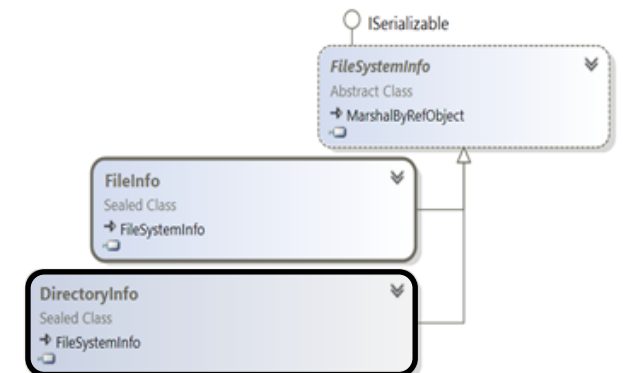 ISerializable
FileSystemInfo
Abstract Class
MarshalByRefObject
FileInfo
Sealed Class
FileSystemInfo
DirectoryInfo
Sealed Class
FileSystemInfo